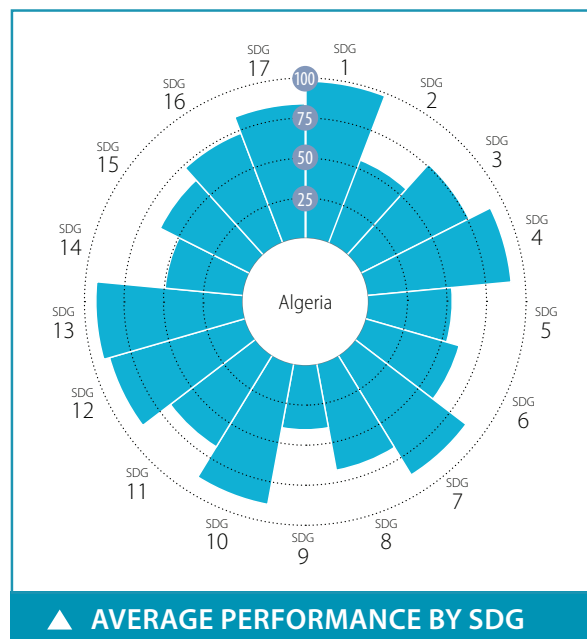 SDG
1
SDG
2
SDG
3
SDG
4
SDG
5
SDG
6
SDG
7
SDG
8
SDG
9
SDG
10
SDG
11
SDG
12
SDG
13
SDG
14
SDG
15
SDG
16
SDG
17
100
75
50
25
Algeria
AVERAGE PERFORMANCE BY SDG